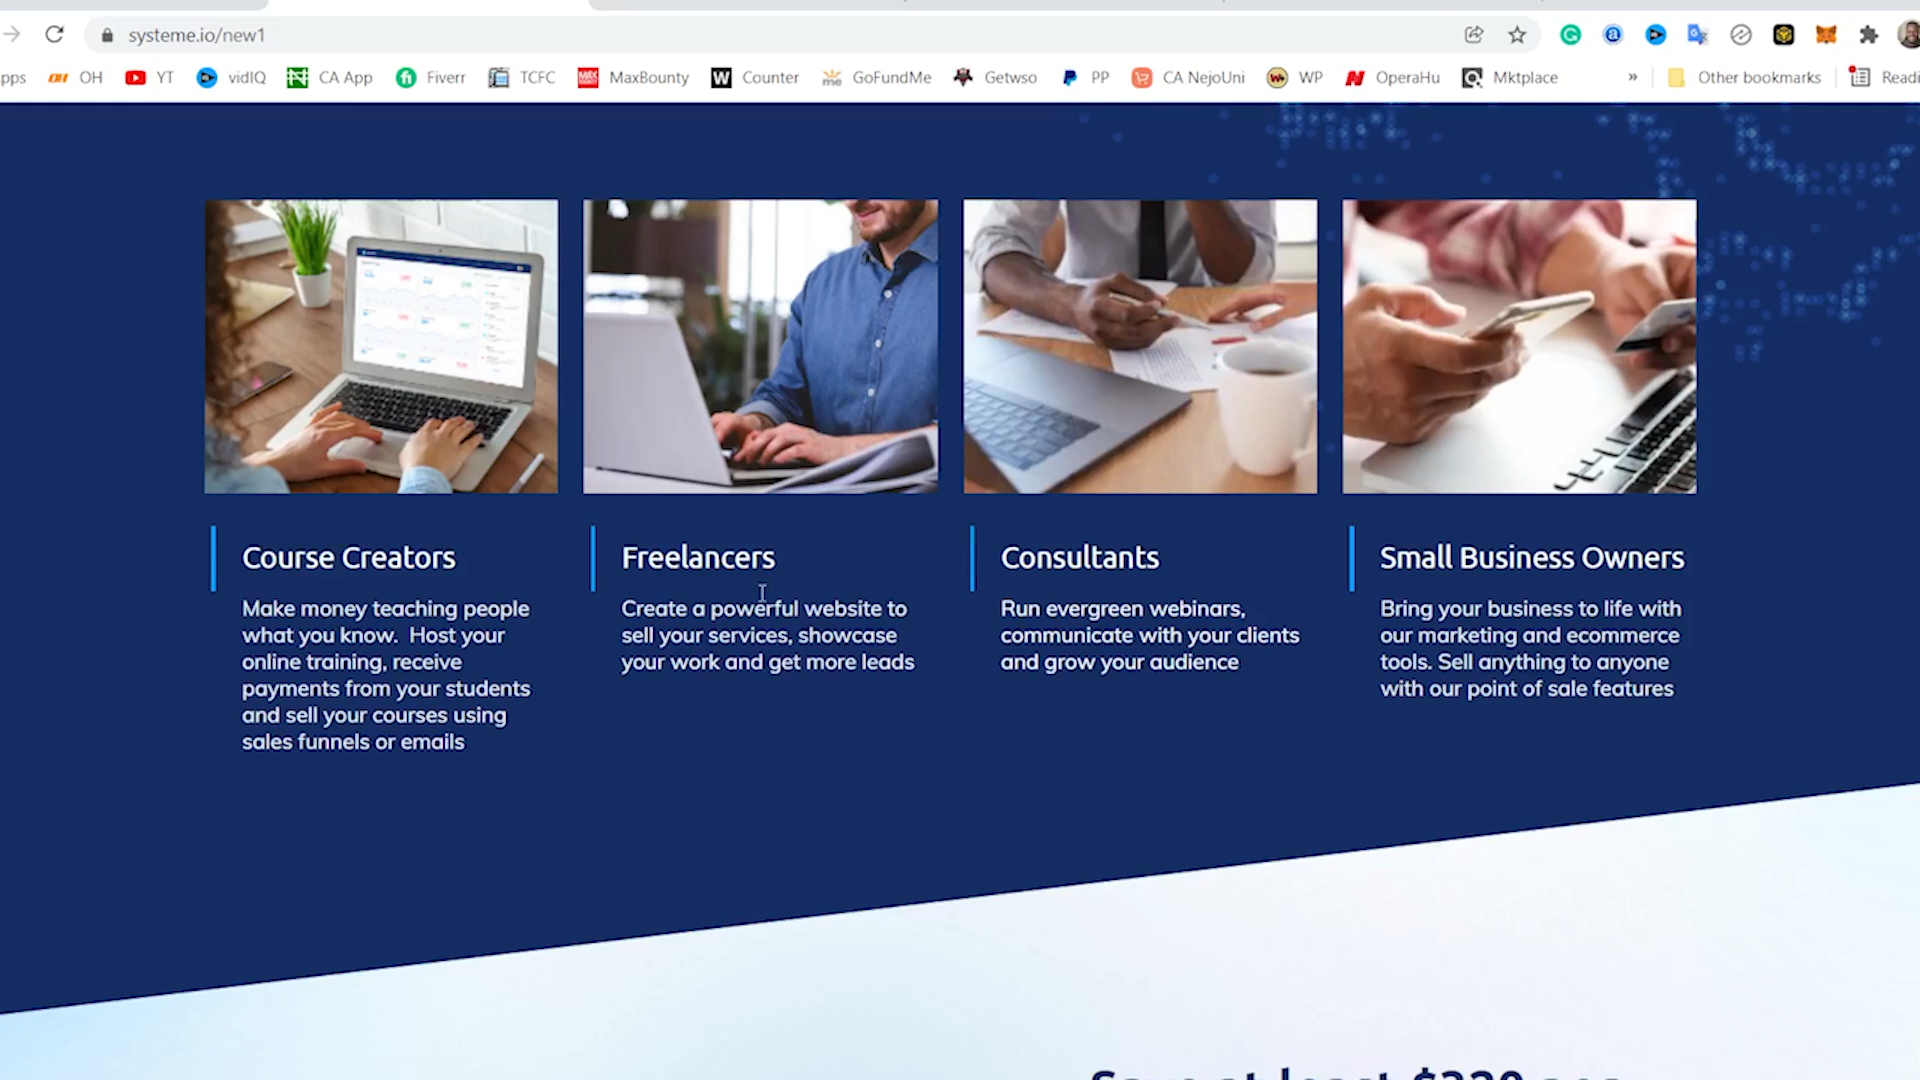 systeme.io/new1
pps OH YT vidIQ CA App Fiverr TCFC MaxBounty W Counter GoFundMe Getwso PP CA NejoUni WP OperaHu Mktplace » Other bookmarks Readi
Course Creators
Make money teaching people
what you know. Host your
online training, receive
payments from your students
and sell your courses using
sales funnels or emails
Freelancers
Create a powerful website to
sell your services, showcase
your work and get more leads
Consultants
Run evergreen webinars,
communicate with your clients
and grow your audience
Small Business Owners
Bring your business to life with
our marketing and ecommerce
tools. Sell anything to anyone
with our point of sale features
Save at least